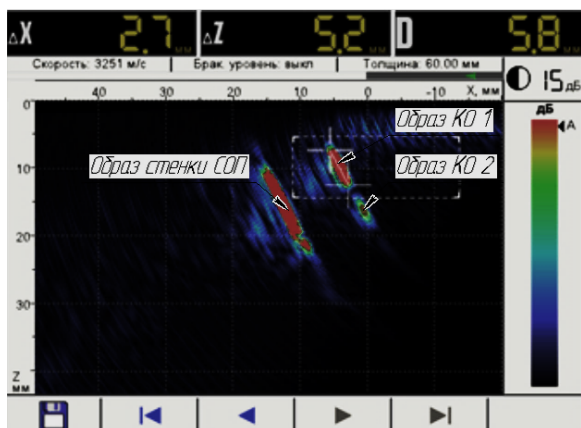 ΔX 2.7 мм ΔZ 5.2 мм D 5.8 мм
Скорость: 3251 м/с Брак. уровень: выкл Толщина: 60.00 мм
15 дБ
40 30 20 10 0 -10 X, мм
дБ
0
A
Образ КО 1
10
Образ стенки СОП
Образ КО 2
20
30
Z
мм